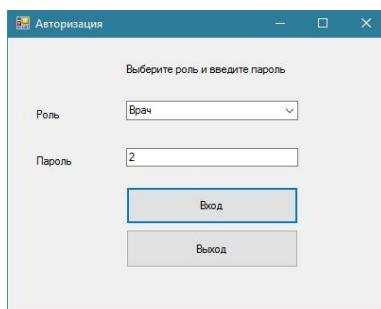 Авторизация
Выберите роль и введите пароль
Роль
Врач
Пароль
2
Вход
Выход